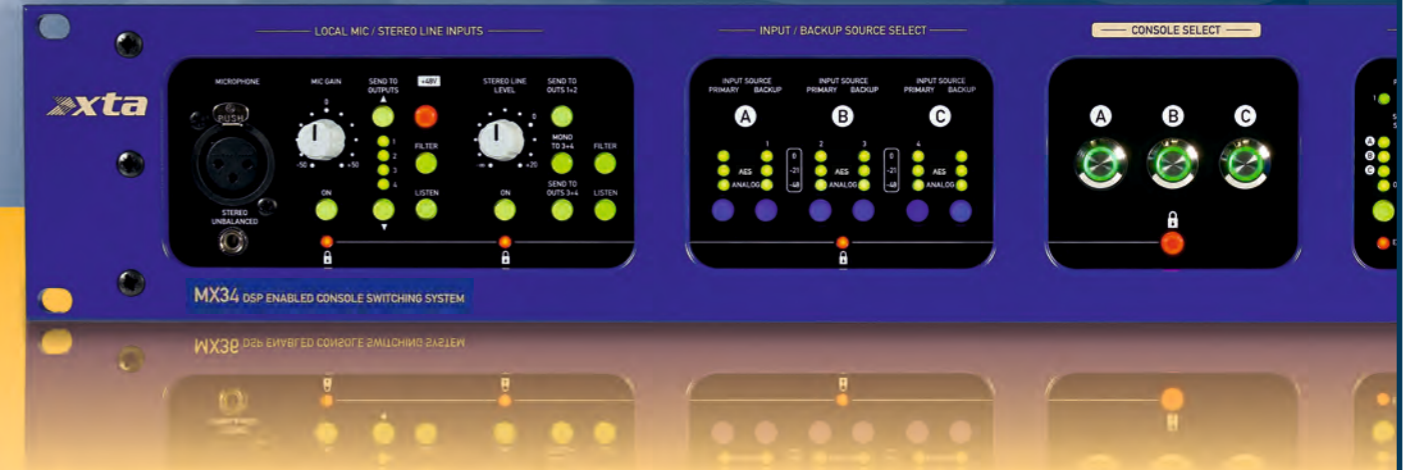 LOCAL MIC / STEREO LINE INPUTS
INPUT / BACKUP SOURCE SELECT
CONSOLE SELECT
xta
MICROPHONE
PUSH
STEREO
UNBALANCED
MIC GAIN
0
-50
+50
ON
SEND TO
OUTPUTS
1
2
3
4
+48V
FILTER
LISTEN
STEREO LINE
LEVEL
0
-∞
+20
ON
SEND TO
OUTS 1+2
MONO
TO 3+4
SEND TO
OUTS 3+4
FILTER
LISTEN
INPUT SOURCE
PRIMARY BACKUP
A
1
AES
ANALOG
0
-21
-48
INPUT SOURCE
PRIMARY BACKUP
B
2 3
AES
ANALOG
0
-21
-48
INPUT SOURCE
PRIMARY BACKUP
C
4
AES
ANALOG
A B C
1
A
B
C
MX34 DSP ENABLED CONSOLE SWITCHING SYSTEM